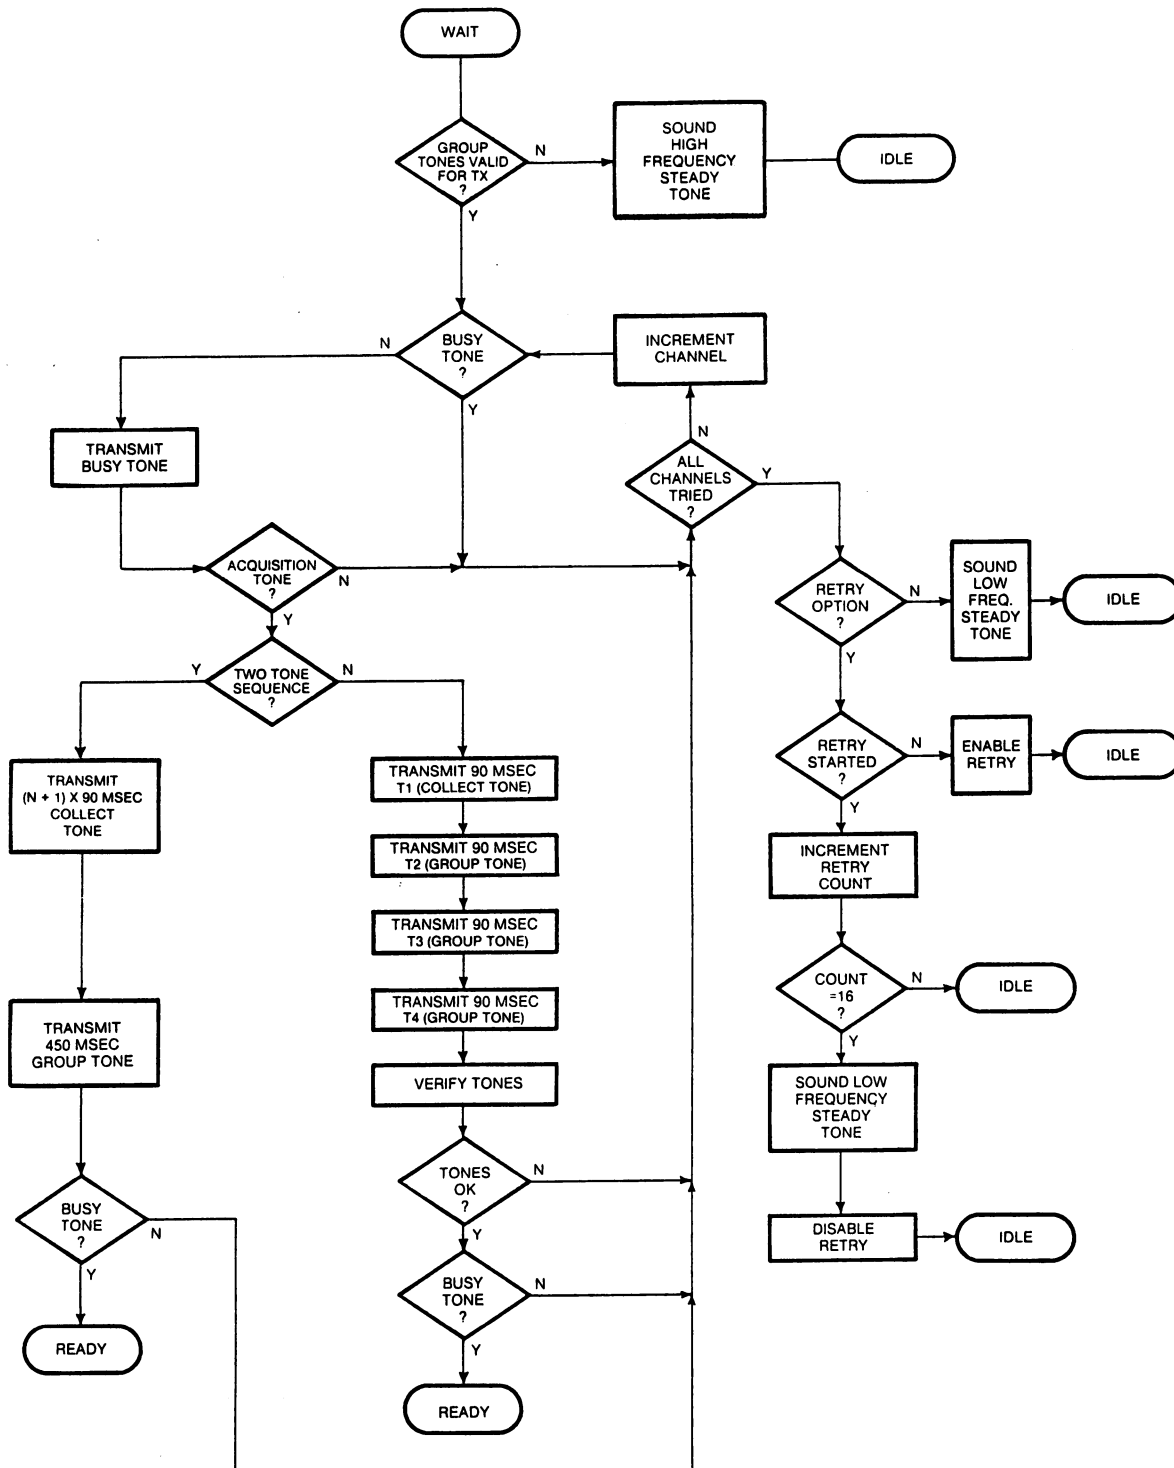 WAIT
GROUP
TONES VALID
FOR TX
?
N
Y
SOUND
HIGH
FREQUENCY
STEADY
TONE
IDLE
N
BUSY
TONE
?
Y
INCREMENT
CHANNEL
TRANSMIT
BUSY TONE
N
ALL
CHANNELS
TRIED
?
Y
ACQUISITION
TONE
?
N
Y
RETRY
OPTION
?
N
Y
SOUND
LOW
FREQ.
STEADY
TONE
IDLE
Y
TWO TONE
SEQUENCE
?
N
RETRY
STARTED
?
N
Y
ENABLE
RETRY
IDLE
TRANSMIT
(N + 1) X 90 MSEC
COLLECT
TONE
TRANSMIT 90 MSEC
T1 (COLLECT TONE)
TRANSMIT 90 MSEC
T2 (GROUP TONE)
TRANSMIT 90 MSEC
T3 (GROUP TONE)
TRANSMIT 90 MSEC
T4 (GROUP TONE)
VERIFY TONES
INCREMENT
RETRY
COUNT
COUNT
=16
?
N
Y
IDLE
TRANSMIT
450 MSEC
GROUP TONE
SOUND LOW
FREQUENCY
STEADY
TONE
TONES
OK
?
N
Y
BUSY
TONE
?
N
Y
READY
BUSY
TONE
?
N
Y
READY
DISABLE
RETRY
IDLE